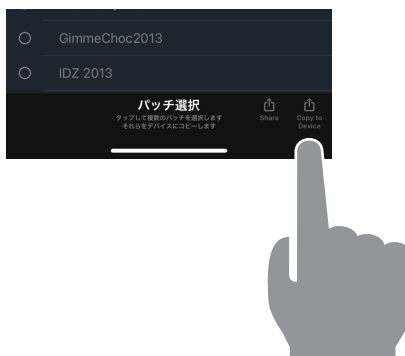 GimmeChoc2013
IDZ 2013
パッチ選択
タップして複数のパッチを選択します
それらをデバイスにコピーします
Share
Copy to
Device